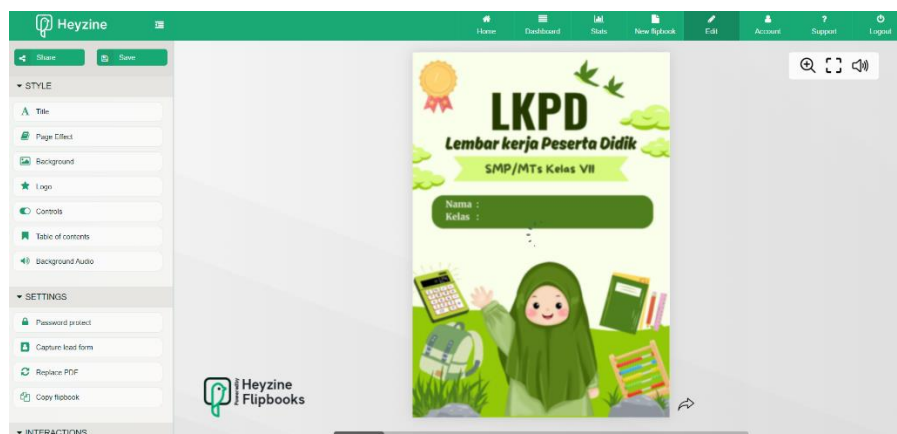 Heyzine
Home
Dashboard
Stats
New flipbook
Edit
Account
Support
Logout
Share
Save
STYLE
Title
Page Effect
Background
Logo
Controls
Table of contents
Background Audio
SETTINGS
Password protect
Capture lead form
Replace PDF
Copy flipbook
INTERACTIONS
LKPD
Lembar kerja Peserta Didik
SMP/MTs Kelas VII
Nama :
Kelas :
Heyzine
Flipbooks